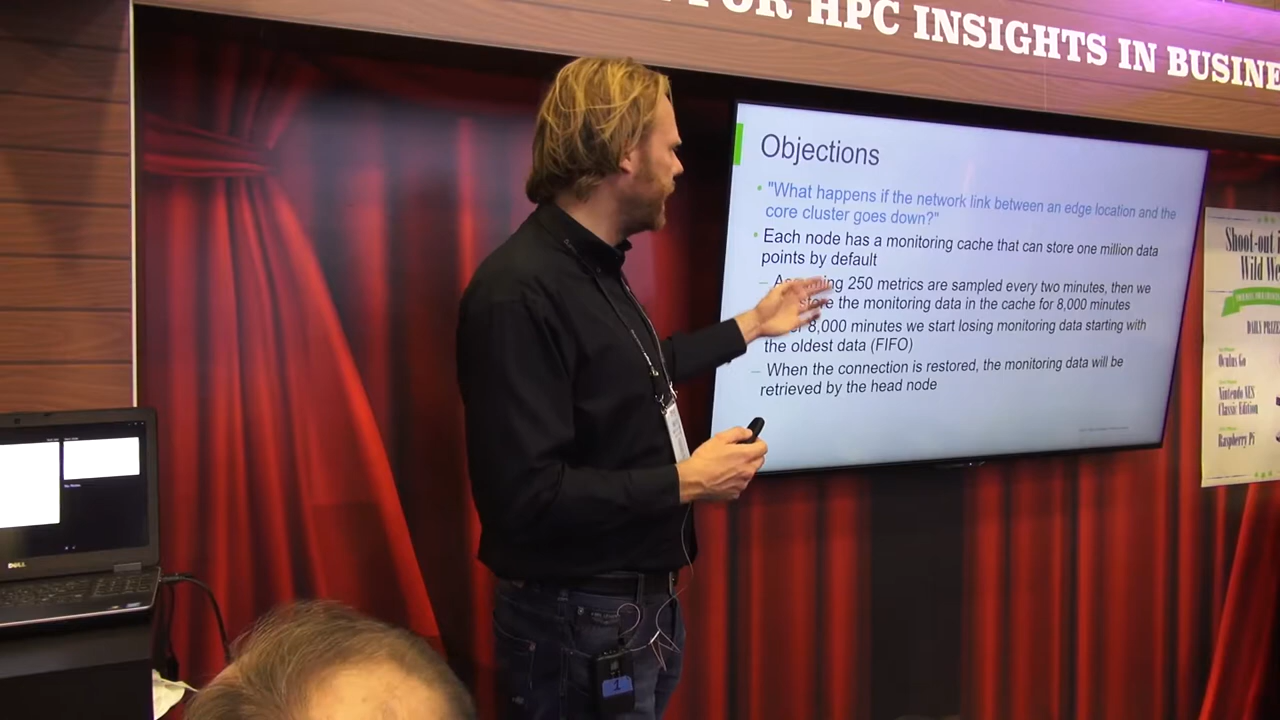 FOR HPC INSIGHTS IN BUSINE
Objections
"What happens if the network link between an edge location and the
core cluster goes down?"
Each node has a monitoring cache that can store one million data
points by default
– 250 metrics are sampled every two minutes, then we
the monitoring data in the cache for 8,000 minutes
8,000 minutes we start losing monitoring data starting with
the oldest data (FIFO)
– When the connection is restored, the monitoring data will be
retrieved by the head node
Shoot-out
Wild We
DAILY PRIZE
Oculus Go
Nintendo NES
Classic Edition
Raspberry Pi
DELL
1